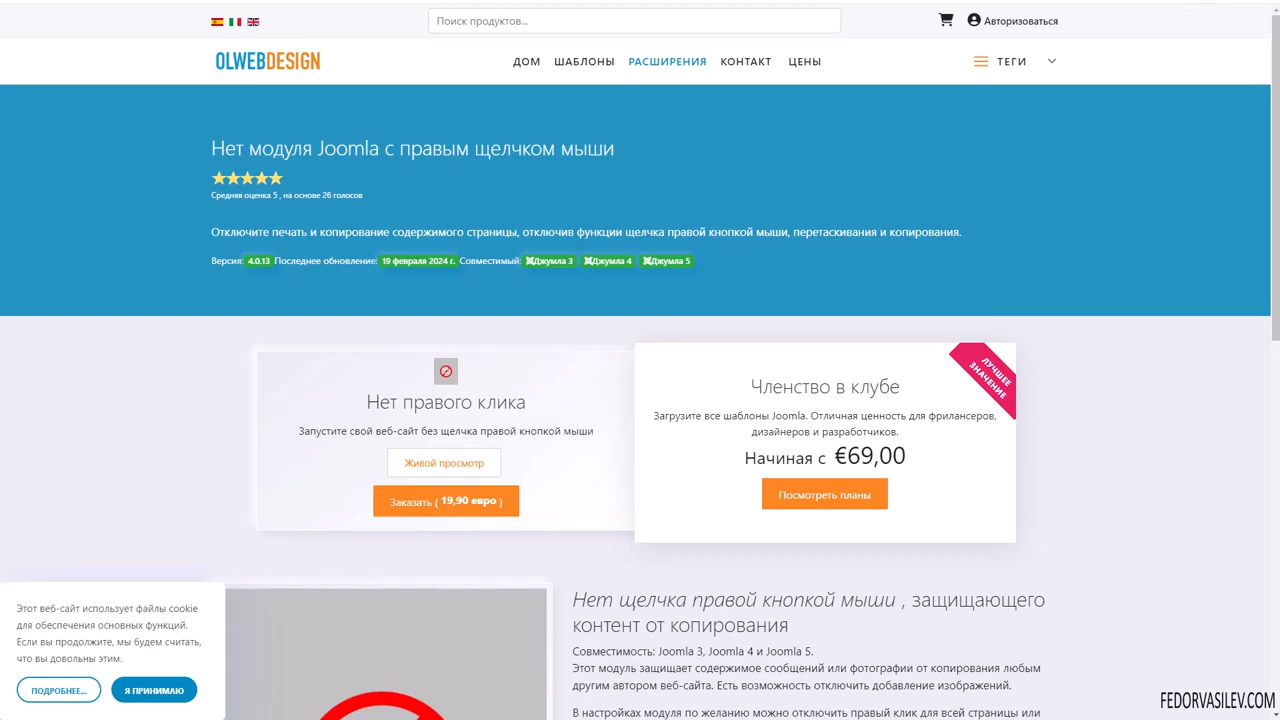 Поиск продуктов...
Авторизоваться
OLWEBDESIGN
ДОМ ШАБЛОНЫ РАСШИРЕНИЯ КОНТАКТ ЦЕНЫ
ТЕГИ
Нет модуля Joomla с правым щелчком мыши
Средняя оценка 5 , на основе 26 голосов
Отключите печать и копирование содержимого страницы, отключив функции щелчка правой кнопкой мыши, перетаскивания и копирования.
Версия: 4.0.13 Последнее обновление: 19 февраля 2024 г. Совместимый: Джумла 3 Джумла 4 Джумла 5
Нет правого клика
Запустите свой веб-сайт без щелчка правой кнопкой мыши
Живой просмотр
Заказать ( 19,90 евро )
ЛУЧШЕЕ
ЗНАЧЕНИЕ
Членство в клубе
Загрузите все шаблоны Joomla. Отличная ценность для фрилансеров,
дизайнеров и разработчиков.
Начиная с €69,00
Посмотреть планы
Этот веб-сайт использует файлы cookie
для обеспечения основных функций.
Если вы продолжите, мы будем считать,
что вы довольны этим.
ПОДРОБНЕЕ...
Я ПРИНИМАЮ
Нет щелчка правой кнопкой мыши , защищающего
контент от копирования
Совместимость: Joomla 3, Joomla 4 и Joomla 5.
Этот модуль защищает содержимое сообщений или фотографии от копирования любым
другим автором веб-сайта. Есть возможность отключить добавление изображений.
В настройках модуля по желанию можно отключить правый клик для всей страницы или
FEDORVASILEV.COM